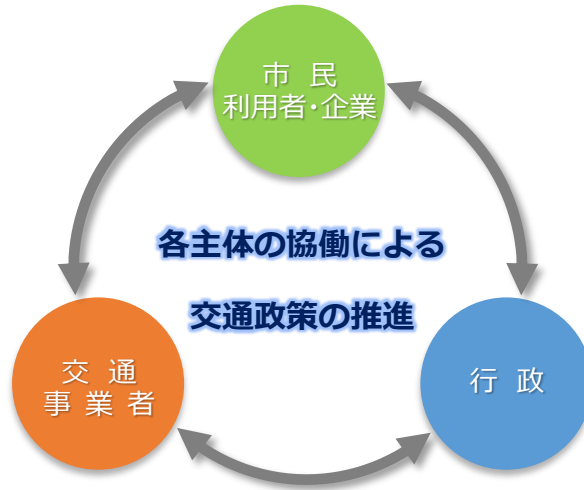 市 民
利用者・企業
各主体の協働による
交通政策の推進
交 通
事 業 者
行 政